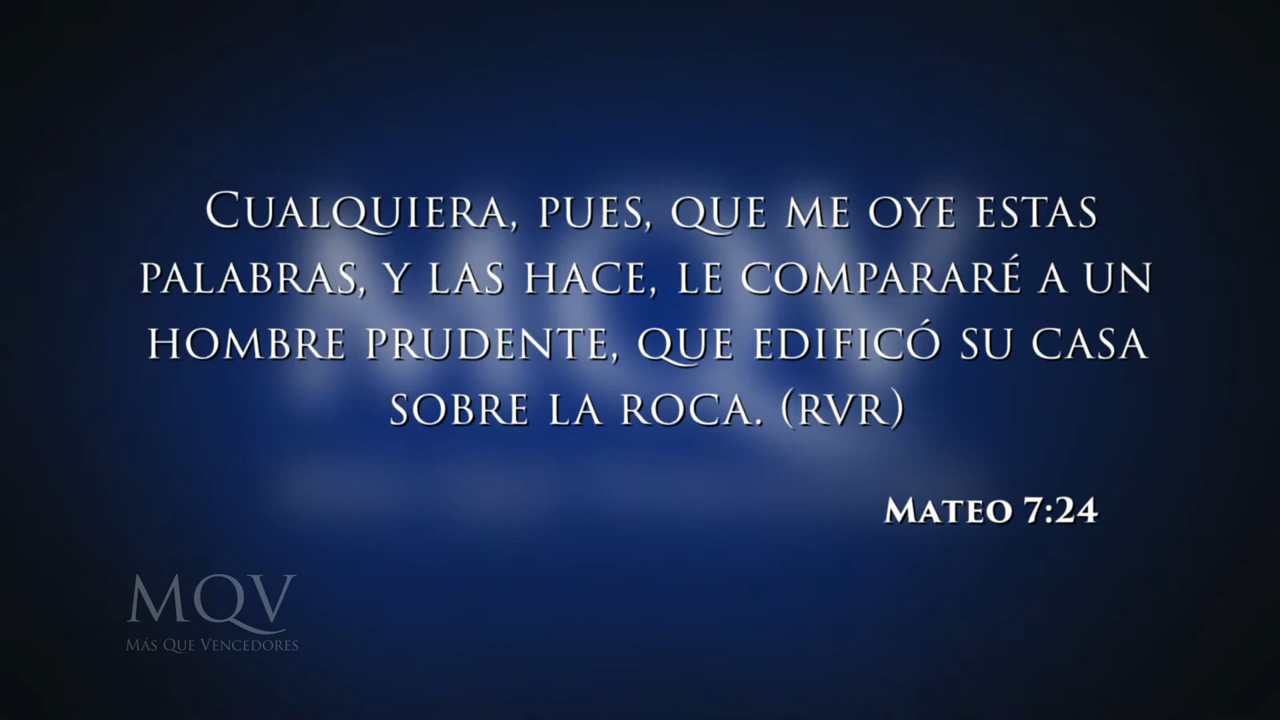 Cualquiera, pues, que me oye estas
palabras, y las hace, le compararé a un
hombre prudente, que edificó su casa
sobre la roca. (rvr)
Mateo 7:24
MQV
Más Que Vencedores